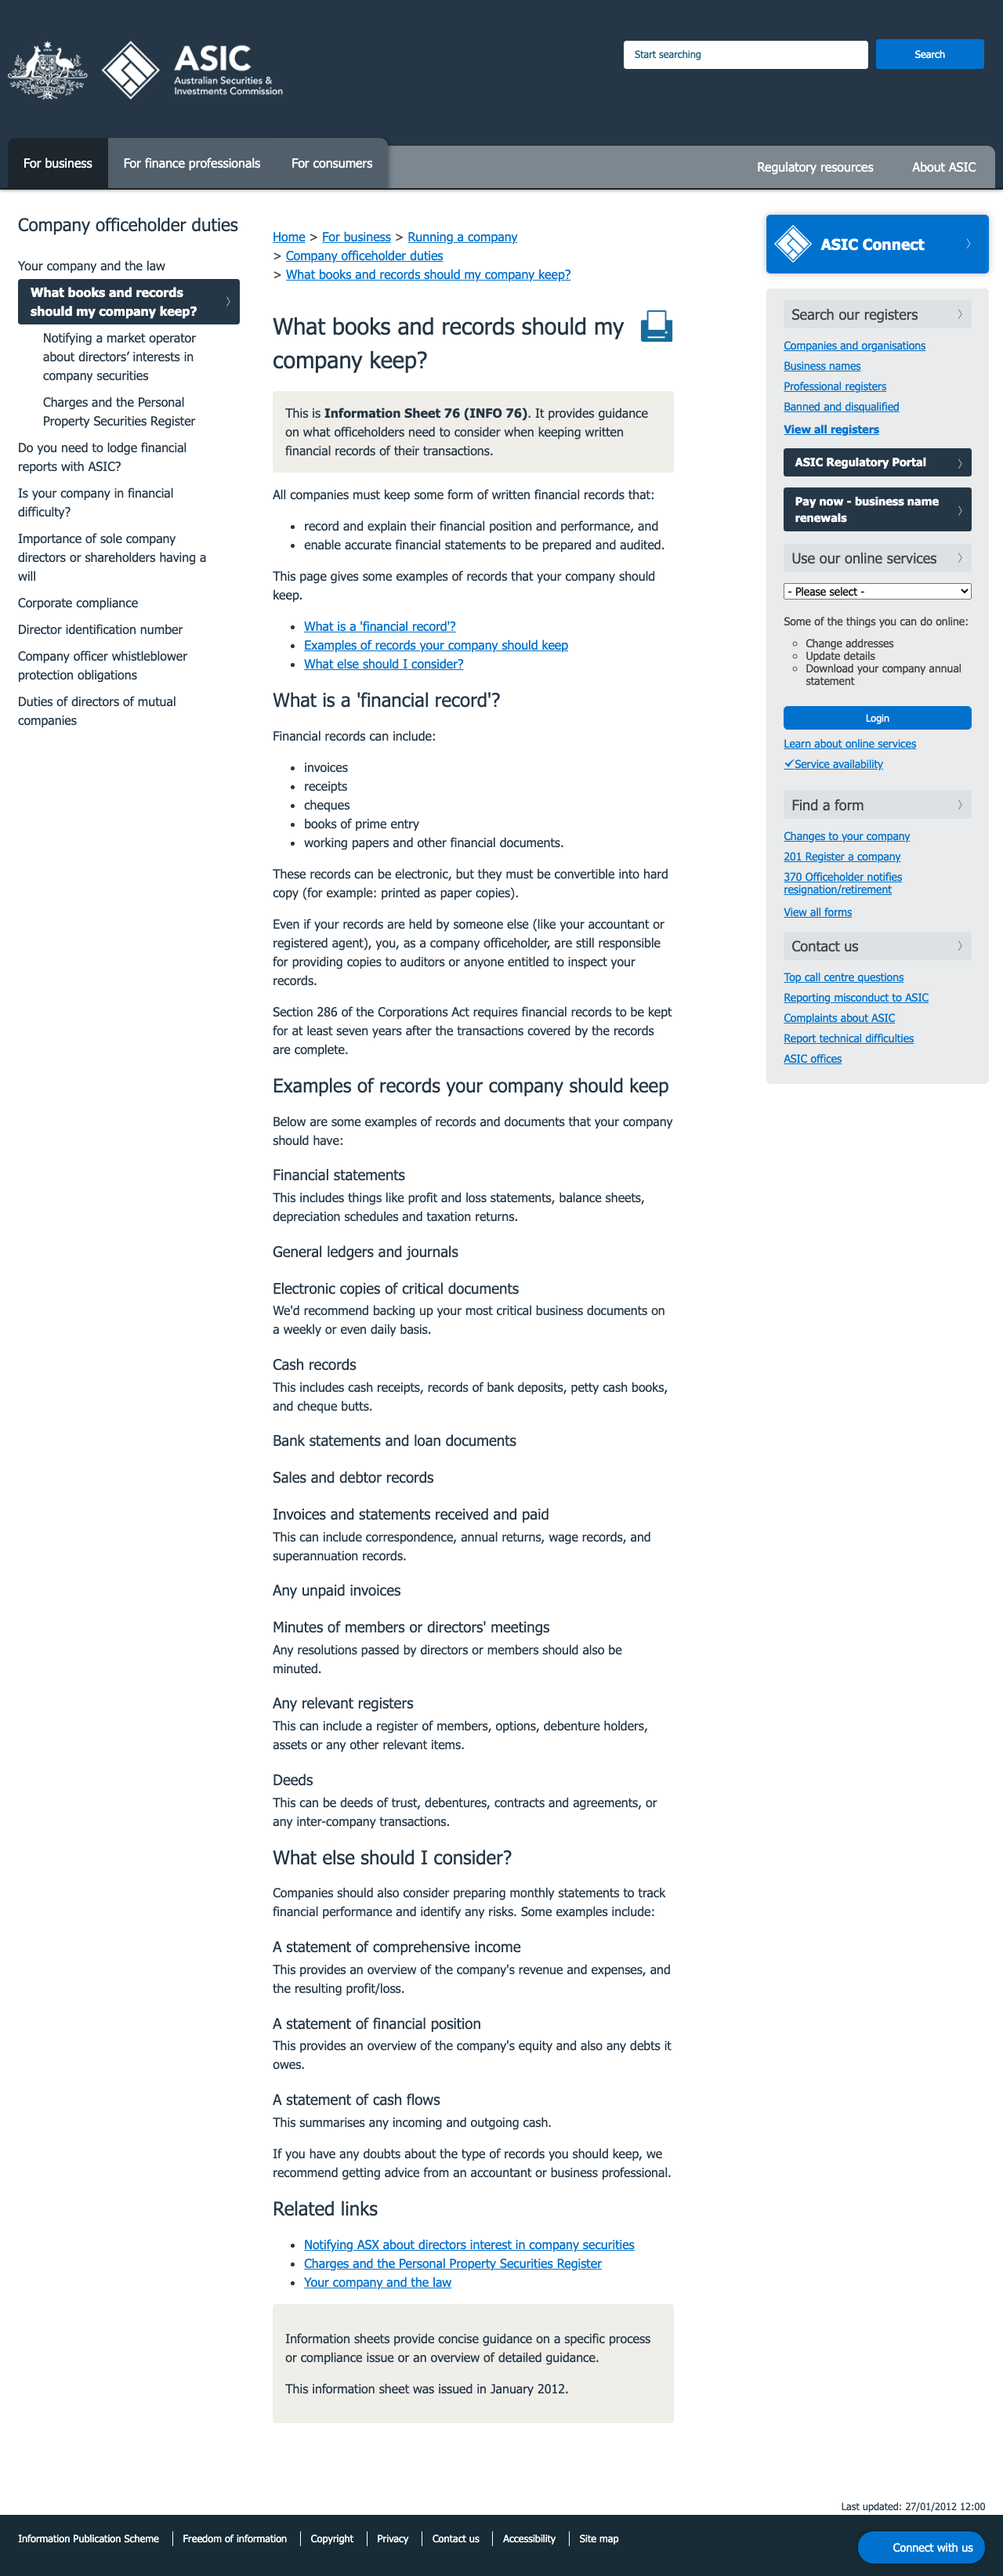 ASIC
Australian Securities &
Investments Commission
Start searching
Search
For business
For finance professionals
For consumers
Regulatory resources
About ASIC
Company officeholder duties
Your company and the law
What books and records
should my company keep?
Notifying a market operator
about directors’ interests in
company securities
Charges and the Personal
Property Securities Register
Do you need to lodge financial
reports with ASIC?
Is your company in financial
difficulty?
Importance of sole company
directors or shareholders having a
will
Corporate compliance
Director identification number
Company officer whistleblower
protection obligations
Duties of directors of mutual
companies
Home > For business > Running a company
> Company officeholder duties
> What books and records should my company keep?
What books and records should my
company keep?
This is Information Sheet 76 (INFO 76). It provides guidance
on what officeholders need to consider when keeping written
financial records of their transactions.
All companies must keep some form of written financial records that:
• record and explain their financial position and performance, and
• enable accurate financial statements to be prepared and audited.
This page gives some examples of records that your company should
keep.
• What is a 'financial record'?
• Examples of records your company should keep
• What else should I consider?
What is a 'financial record'?
Financial records can include:
• invoices
• receipts
• cheques
• books of prime entry
• working papers and other financial documents.
These records can be electronic, but they must be convertible into hard
copy (for example: printed as paper copies).
Even if your records are held by someone else (like your accountant or
registered agent), you, as a company officeholder, are still responsible
for providing copies to auditors or anyone entitled to inspect your
records.
Section 286 of the Corporations Act requires financial records to be kept
for at least seven years after the transactions covered by the records
are complete.
Examples of records your company should keep
Below are some examples of records and documents that your company
should have:
Financial statements
This includes things like profit and loss statements, balance sheets,
depreciation schedules and taxation returns.
General ledgers and journals
Electronic copies of critical documents
We'd recommend backing up your most critical business documents on
a weekly or even daily basis.
Cash records
This includes cash receipts, records of bank deposits, petty cash books,
and cheque butts.
Bank statements and loan documents
Sales and debtor records
Invoices and statements received and paid
This can include correspondence, annual returns, wage records, and
superannuation records.
Any unpaid invoices
Minutes of members or directors' meetings
Any resolutions passed by directors or members should also be
minuted.
Any relevant registers
This can include a register of members, options, debenture holders,
assets or any other relevant items.
Deeds
This can be deeds of trust, debentures, contracts and agreements, or
any inter-company transactions.
What else should I consider?
Companies should also consider preparing monthly statements to track
financial performance and identify any risks. Some examples include:
A statement of comprehensive income
This provides an overview of the company's revenue and expenses, and
the resulting profit/loss.
A statement of financial position
This provides an overview of the company's equity and also any debts it
owes.
A statement of cash flows
This summarises any incoming and outgoing cash.
If you have any doubts about the type of records you should keep, we
recommend getting advice from an accountant or business professional.
Related links
• Notifying ASX about directors interest in company securities
• Charges and the Personal Property Securities Register
• Your company and the law
Information sheets provide concise guidance on a specific process
or compliance issue or an overview of detailed guidance.
This information sheet was issued in January 2012.
ASIC Connect
Search our registers
Companies and organisations
Business names
Professional registers
Banned and disqualified
View all registers
ASIC Regulatory Portal
Pay now - business name
renewals
Use our online services
- Please select -
Some of the things you can do online:
Change addresses
Update details
Download your company annual
statement
Login
Learn about online services
✓Service availability
Find a form
Changes to your company
201 Register a company
370 Officeholder notifies
resignation/retirement
View all forms
Contact us
Top call centre questions
Reporting misconduct to ASIC
Complaints about ASIC
Report technical difficulties
ASIC offices
Last updated: 27/01/2012 12:00
Information Publication Scheme | Freedom of information | Copyright | Privacy | Contact us | Accessibility | Site map
Connect with us